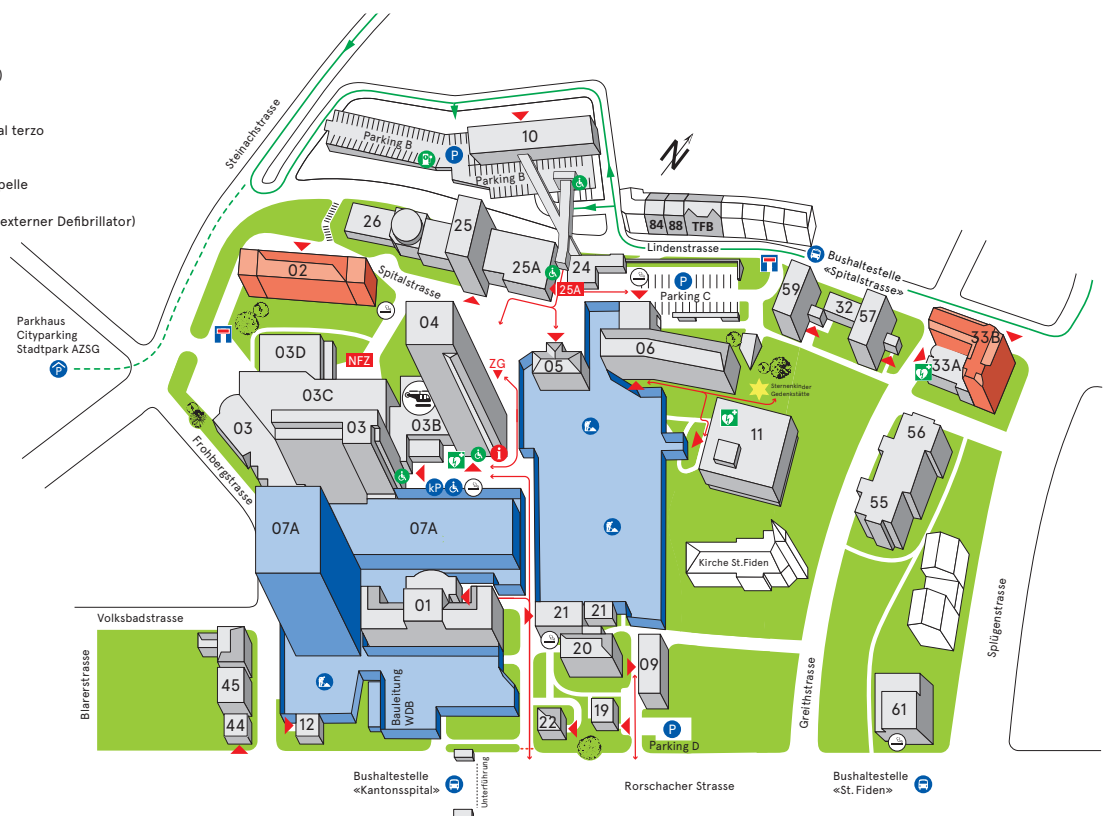 )
al terzo
pelle
(externer Defibrillator)
Steinachstrasse
Parking B
P
10
Parking B
N
84
88
TFB
Lindenstrasse
Bushaltestelle
«Spitalstrasse»
26
25
25A
24
25A
P
Parking C
02
Spitalstrasse
59
32
57
33B
33A
Parkhaus
Cityparking
Stadtpark AZSG
P
04
NFZ
03D
03C
03
03
03B
ZG
05
06
Sternenkinder
Gedenkstätte
11
56
55
Frohbergstrasse
i
kP
07A
07A
Kirche St.Fiden
01
21
21
20
09
Volksbadstrasse
Blarerstrasse
45
44
12
Bauleitung
WDB
22
19
P
Parking D
Greithstrasse
Splügenstrasse
61
Unterführung
Bushaltestelle
«Kantonsspital»
Rorschacher Strasse
Bushaltestelle
«St. Fiden»